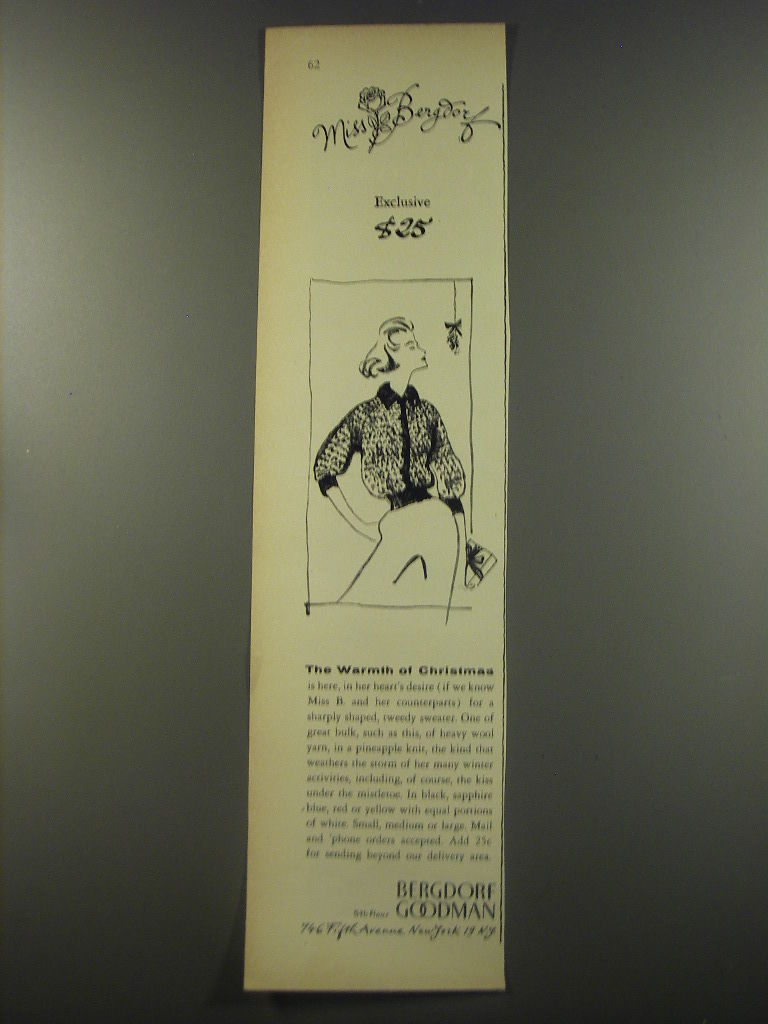 62
Miss Bergdorf
Exclusive
$25
The Warmth of Christmas
is here, in her heart's desire (if we know
Miss B. and her counterparts) for a
sharply shaped, tweedy sweater. One of
great bulk, such as this, of heavy wool
yarn, in a pineapple knit, the kind that
weathers the storm of her many winter
activities, including, of course, the kiss
under the mistletoe. In black, sapphire
blue, red or yellow with equal portions
of white. Small, medium or large. Mail
and 'phone orders accepted. Add 25c
for sending beyond our delivery area.
BERGDORF
5th Floor GOODMAN
746 Fifth Avenue, New York 19 N.Y.